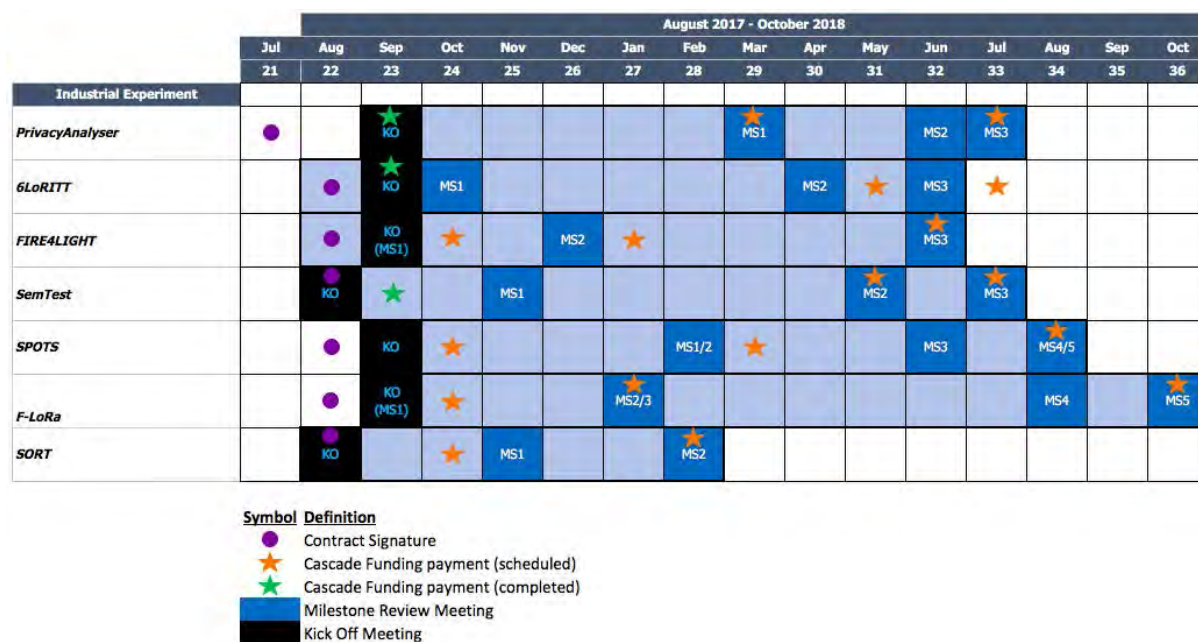 August 2017 - October 2018
Jul Aug Sep Oct Nov Dec Jan Feb Mar Apr May Jun Jul Aug Sep Oct
21 22 23 24 25 26 27 28 29 30 31 32 33 34 35 36
Industrial Experiment
PrivacyAnalyser KO MS1 MS2 MS3
6LoRITT KO MS1 MS2 MS3
FIRE4LIGHT KO (MS1) MS2 MS3
SemTest KO MS1 MS2 MS3
SPOTS KO MS1/2 MS3 MS4/5
F-LoRa KO (MS1) MS2/3 MS4 MS5
SORT KO MS1 MS2
Symbol Definition
Contract Signature
Cascade Funding payment (scheduled)
Cascade Funding payment (completed)
Milestone Review Meeting
Kick Off Meeting